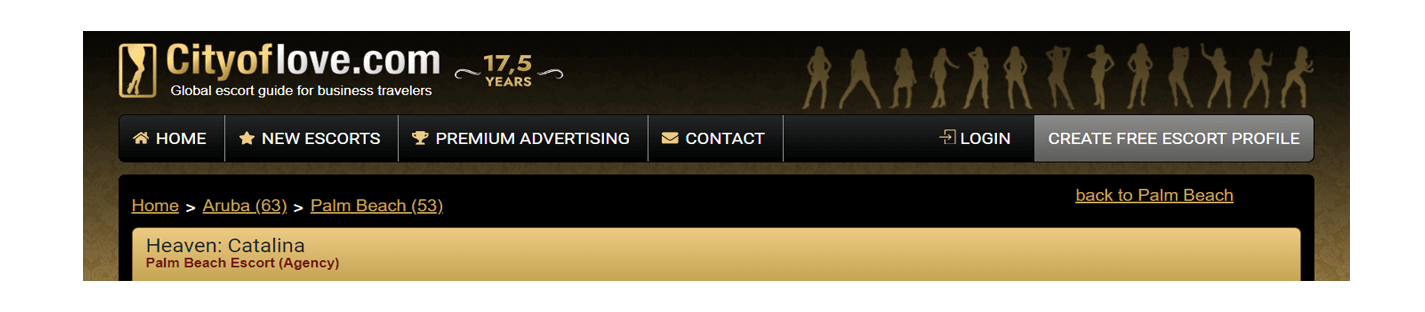 Cityoflove.com
Global escort guide for business travelers
17,5
YEARS
HOME
NEW ESCORTS
PREMIUM ADVERTISING
CONTACT
LOGIN
CREATE FREE ESCORT PROFILE
Home > Aruba (63) > Palm Beach (53)
back to Palm Beach
Heaven: Catalina
Palm Beach Escort (Agency)